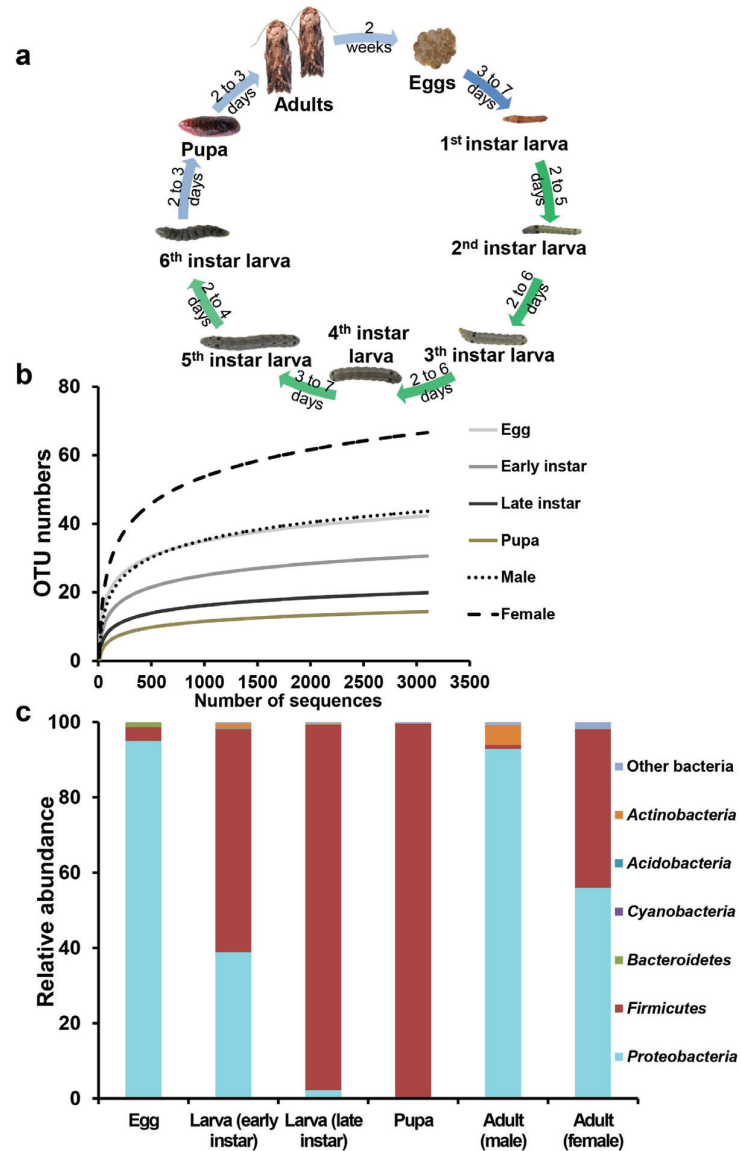 a
2
weeks
Adults
Eggs
3 to 7
days
1st instar larva
2 to 5
days
2nd instar larva
2 to 6
days
3th instar larva
2 to 6
days
4th instar
larva
3 to 7
days
5th instar larva
2 to 4
days
6th instar larva
2 to 3
days
Pupa
2 to 3
days
b
OTU numbers
80
60
40
20
0
0 500 1000 1500 2000 2500 3000 3500
Number of sequences
Egg
Early instar
Late instar
Pupa
Male
Female
c
Relative abundance
100
80
60
40
20
0
Egg
Larva (early
instar)
Larva (late
instar)
Pupa
Adult
(male)
Adult
(female)
Other bacteria
Actinobacteria
Acidobacteria
Cyanobacteria
Bacteroidetes
Firmicutes
Proteobacteria